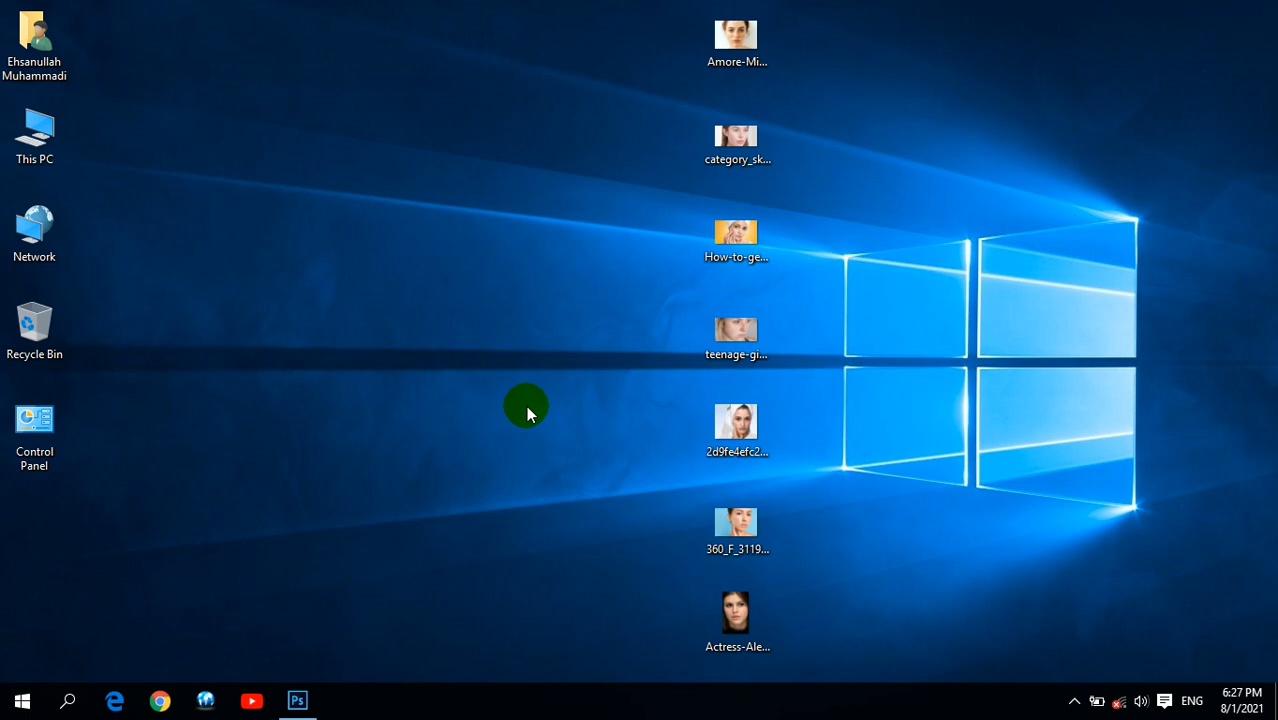 Ehsanullah
Muhammadi
This PC
Network
Recycle Bin
Control
Panel
Amore-Mi...
category_sk...
How-to-ge...
teenage-gi...
2d9fe4efc2...
360_F_3119...
Actress-Ale...
Ps
ENG
6:27 PM
8/1/2021